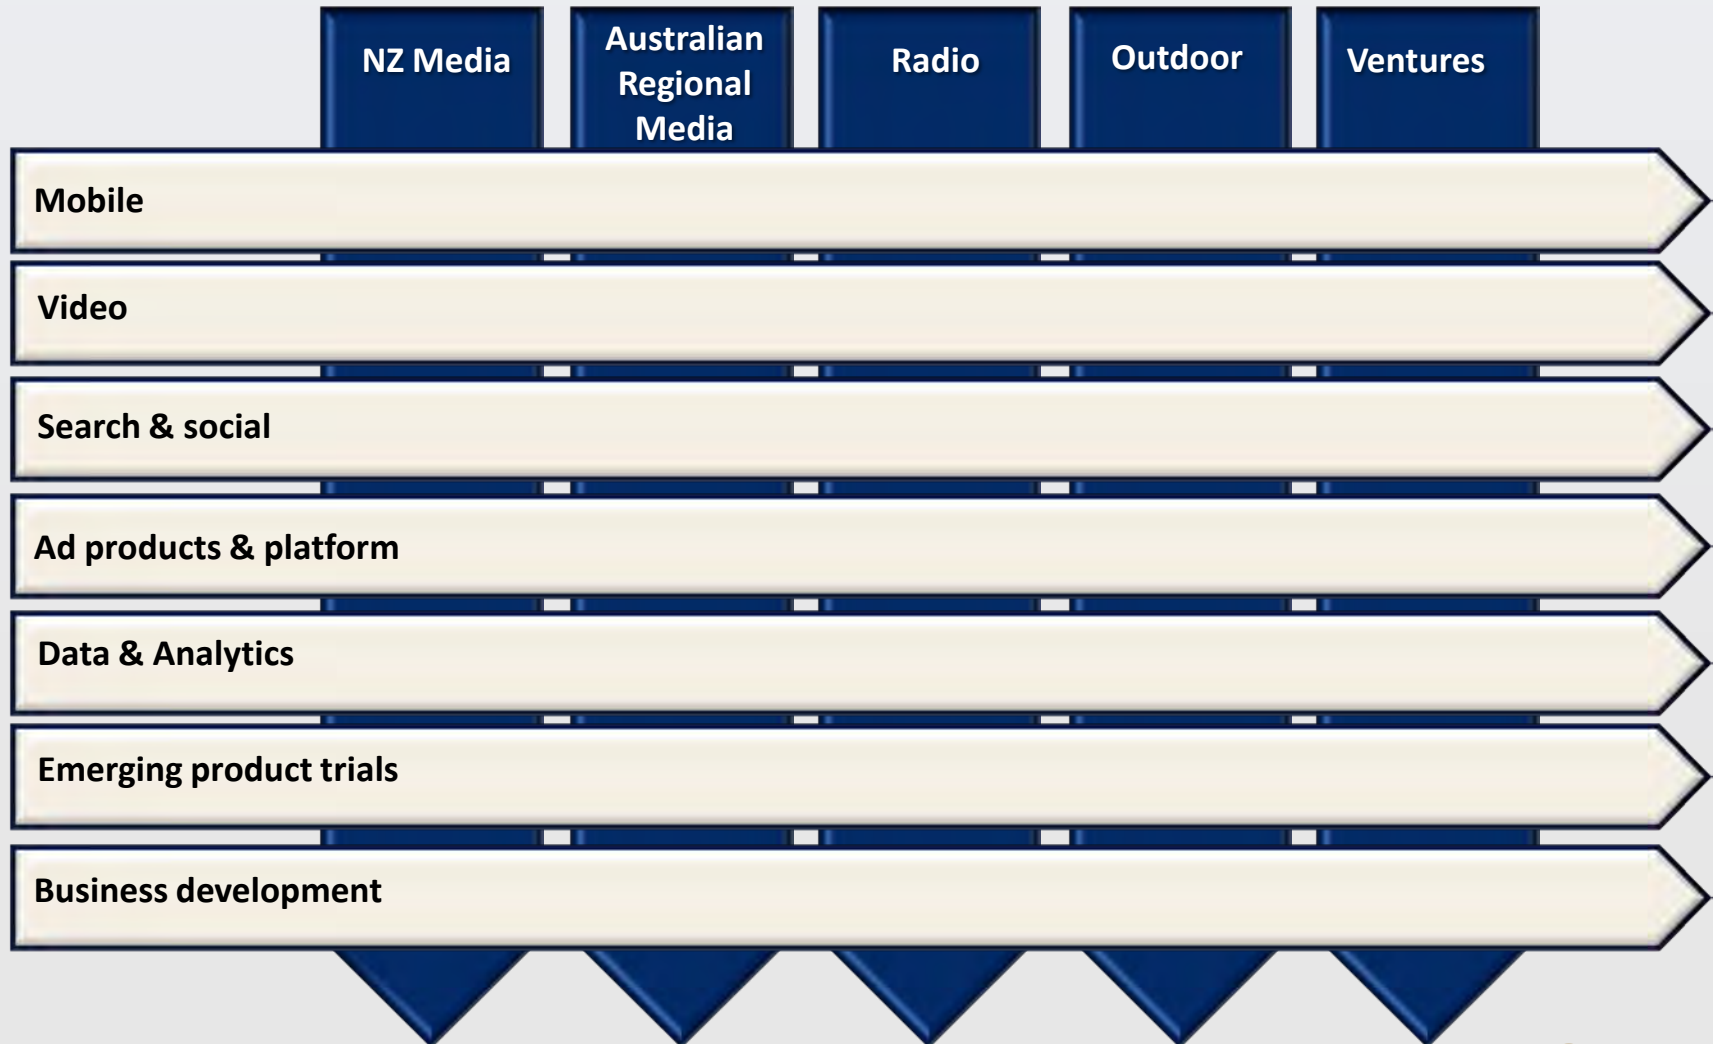 NZ Media
Australian
Regional
Media
Radio
Outdoor
Ventures
Mobile
Video
Search & social
Ad products & platform
Data & Analytics
Emerging product trials
Business development